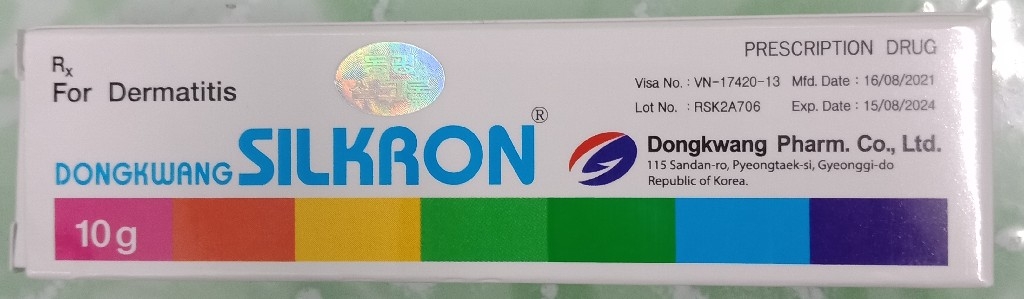 Rx
For Dermatitis
PRESCRIPTION DRUG
Visa No. : VN-17420-13 Mfd. Date : 16/08/2021
Lot No. : RSK2A706 Exp. Date : 15/08/2024
DONGKWANG SILKRON®
Dongkwang Pharm. Co., Ltd.
115 Sandan-ro, Pyeongtaek-si, Gyeonggi-do
Republic of Korea.
10g